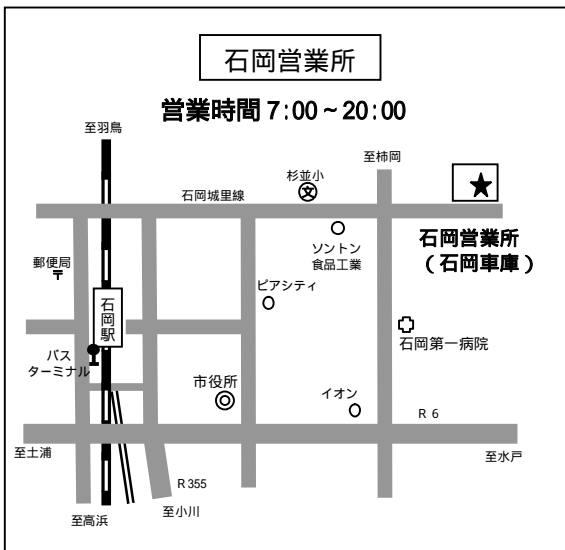 石岡営業所
営業時間 7:00~20:00
至羽鳥
至柿岡
杉並小
文
石岡城里線
ソントン
食品工業
石岡営業所
(石岡車庫)
郵便局
〒
ピアシティ
石岡駅
石岡第一病院
バス
ターミナル
市役所
イオン
R 6
至土浦
至水戸
R 355
至小川
至高浜